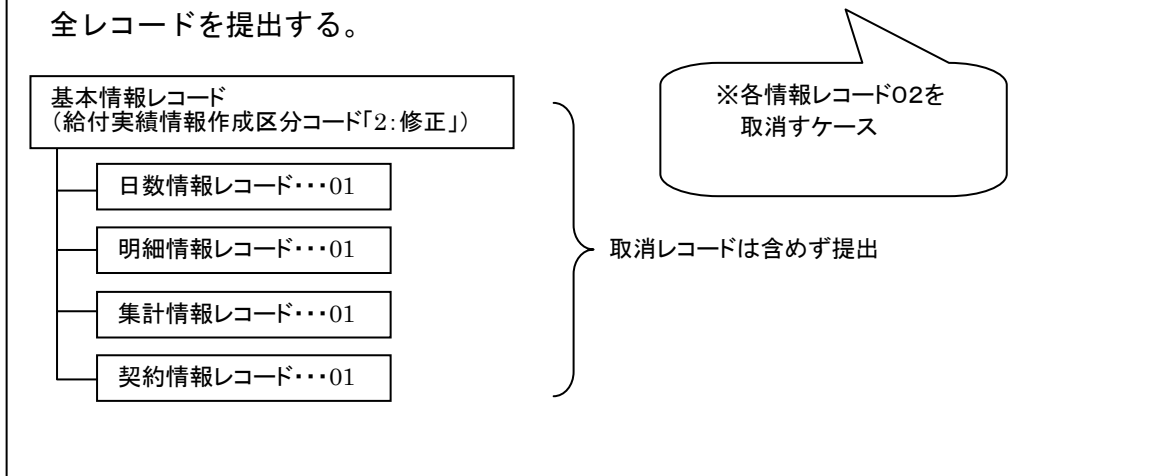 全レコードを提出する。
※各情報レコード02を
取消すケース
基本情報レコード
(給付実績情報作成区分コード「2:修正」)
日数情報レコード・・・01
明細情報レコード・・・01
取消レコードは含めず提出
集計情報レコード・・・01
契約情報レコード・・・01